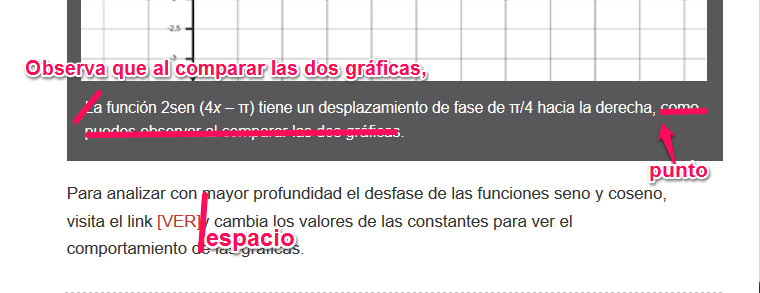 -2,5
-3
Observa que al comparar las dos gráficas,
La función 2sen (4x – π) tiene un desplazamiento de fase de π/4 hacia la derecha, como
puedes observar al comparar las dos gráficas.
punto
Para analizar con mayor profundidad el desfase de las funciones seno y coseno,
visita el link [VER]y cambia los valores de las constantes para ver el
espacio
comportamiento de las gráficas.